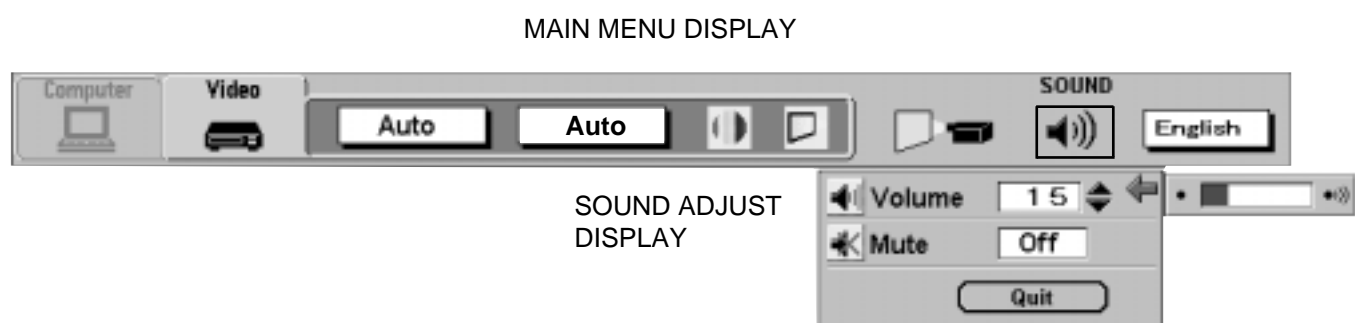 MAIN MENU DISPLAY
Computer Video SOUND
Auto Auto English
SOUND ADJUST
DISPLAY
Volume 15
Mute Off
Quit